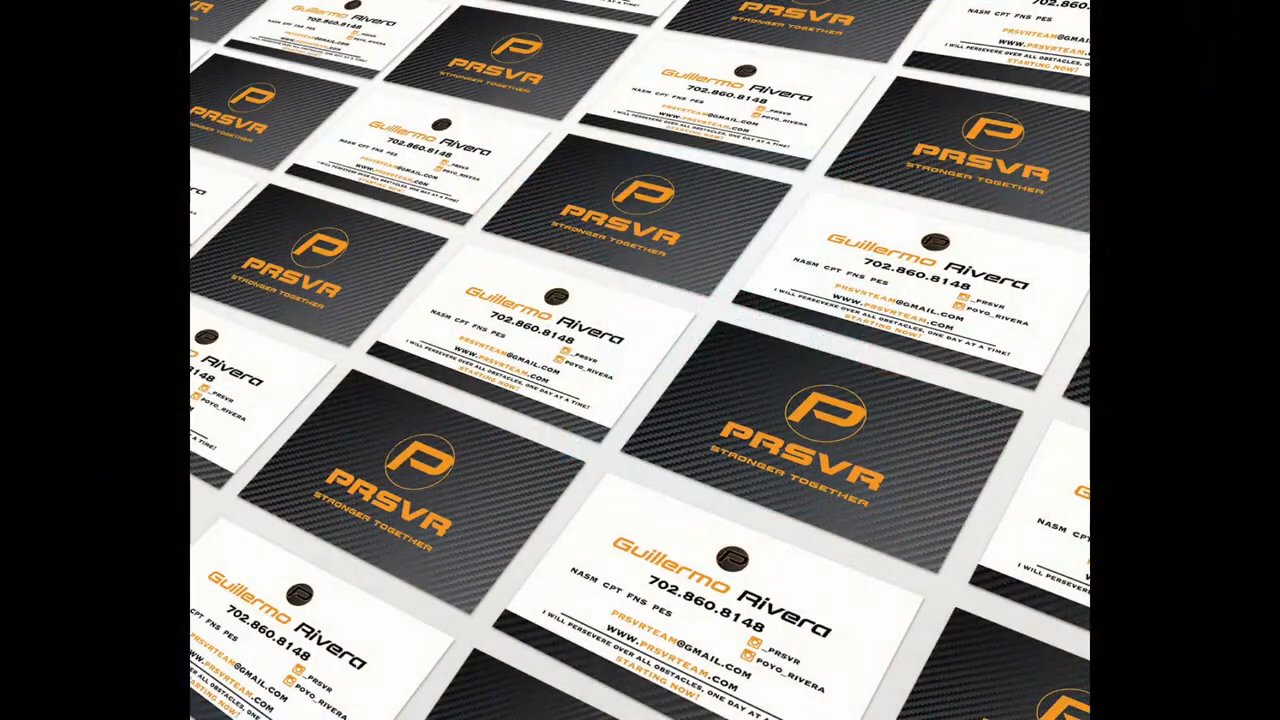 PRSVR
STRONGER TOGETHER
Guillermo Rivera
702.860.8148
NASM CPT FNS PES
_PRSVR
POYO_RIVERA
PRSVRTEAM@GMAIL.COM
WWW.PRSVRTEAM.COM
I WILL PERSEVERE OVER ALL OBSTACLES, ONE DAY AT A TIME!
STARTING NOW!